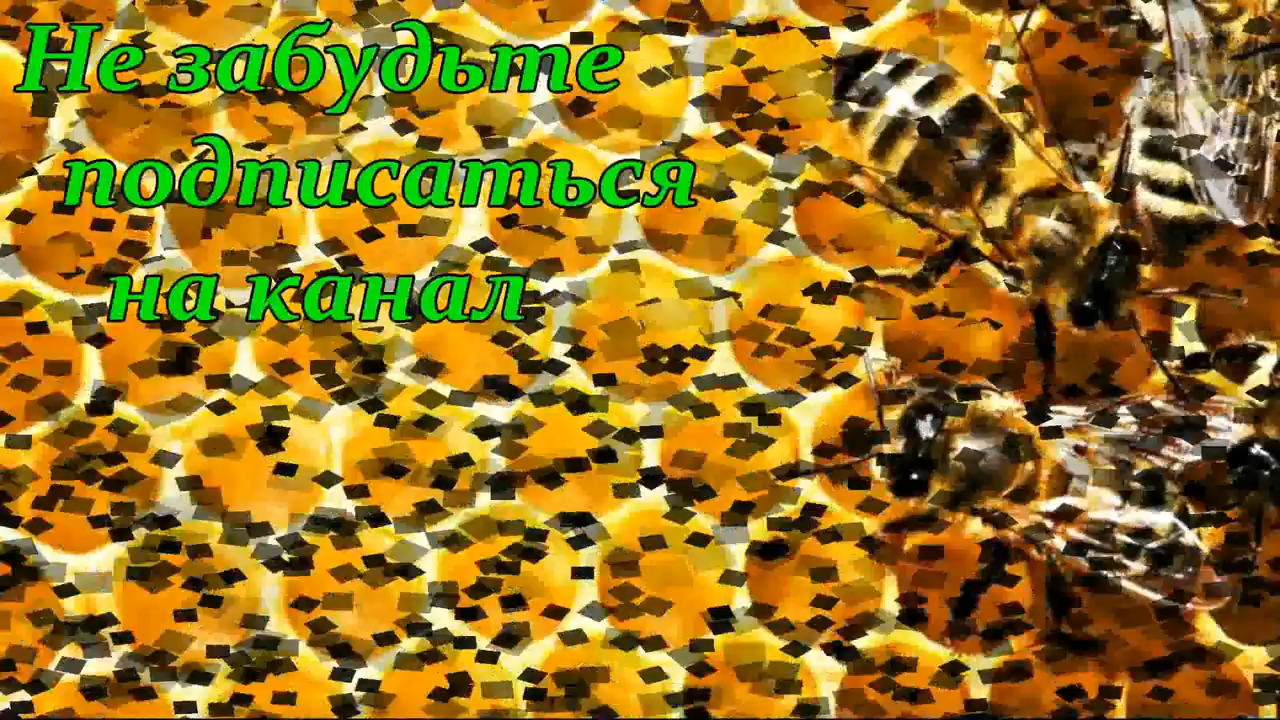 Не забудьте
подписаться
на канал